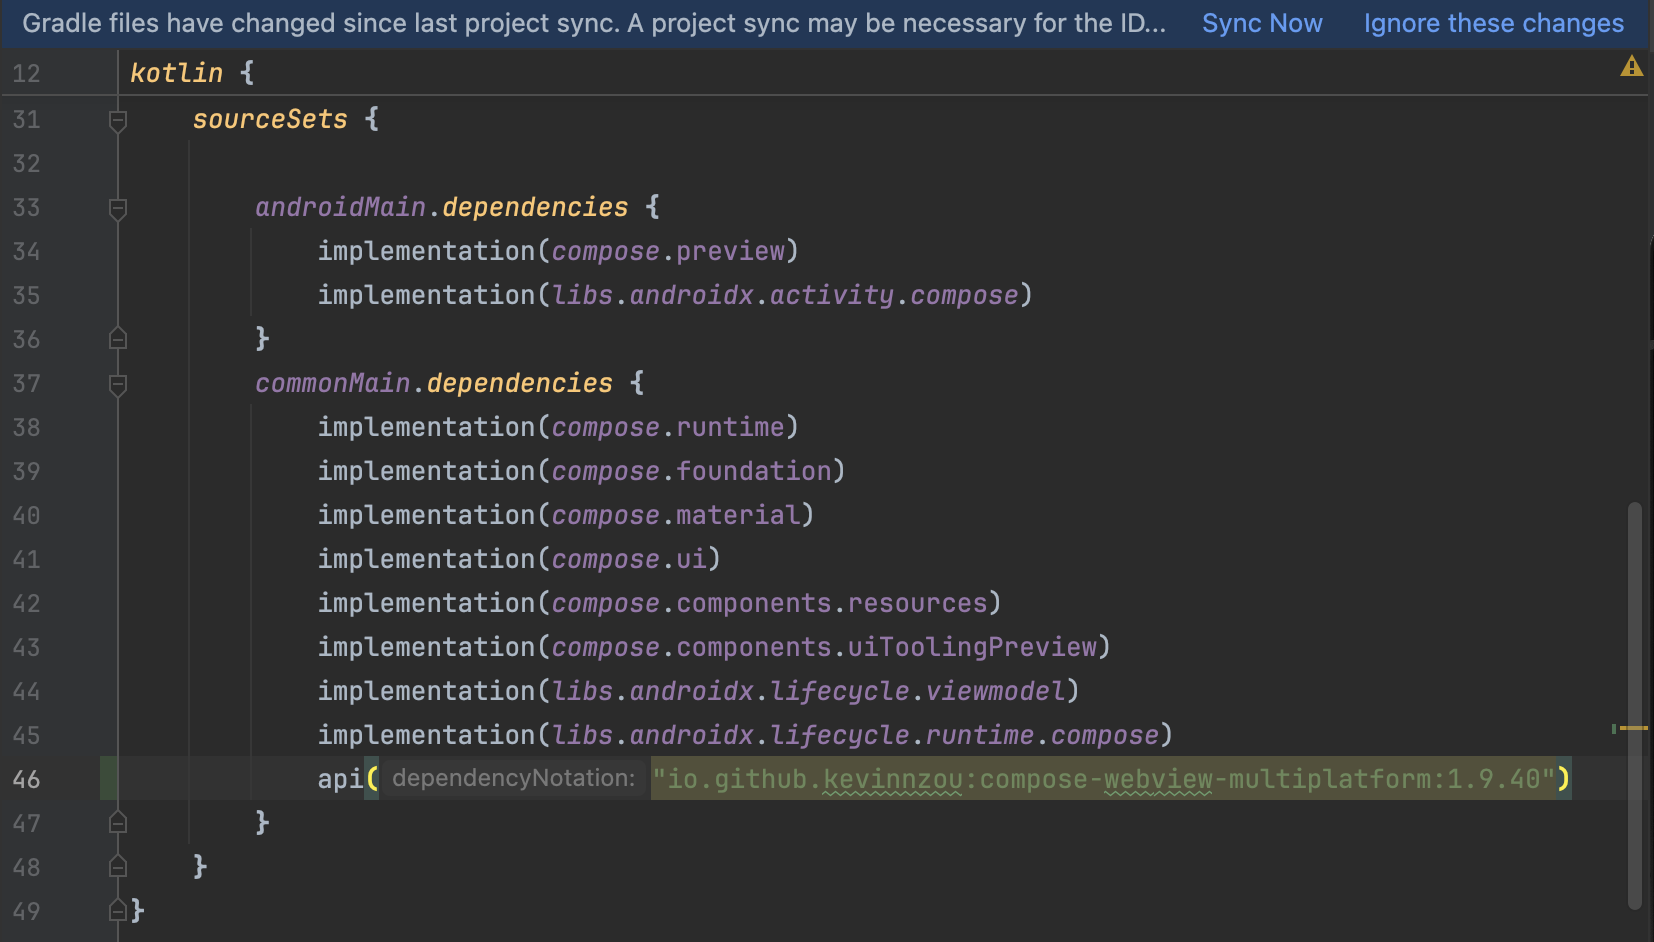 Gradle files have changed since last project sync. A project sync may be necessary for the ID... Sync Now Ignore these changes
12 kotlin {
31 sourceSets {
32
33 androidMain.dependencies {
34 implementation(compose.preview)
35 implementation(libs.androidx.activity.compose)
36 }
37 commonMain.dependencies {
38 implementation(compose.runtime)
39 implementation(compose.foundation)
40 implementation(compose.material)
41 implementation(compose.ui)
42 implementation(compose.components.resources)
43 implementation(compose.components.uiToolingPreview)
44 implementation(libs.androidx.lifecycle.viewmodel)
45 implementation(libs.androidx.lifecycle.runtime.compose)
46 api( dependencyNotation: "io.github.kevinnzou:compose-webview-multiplatform:1.9.40")
47 }
48 }
49 }